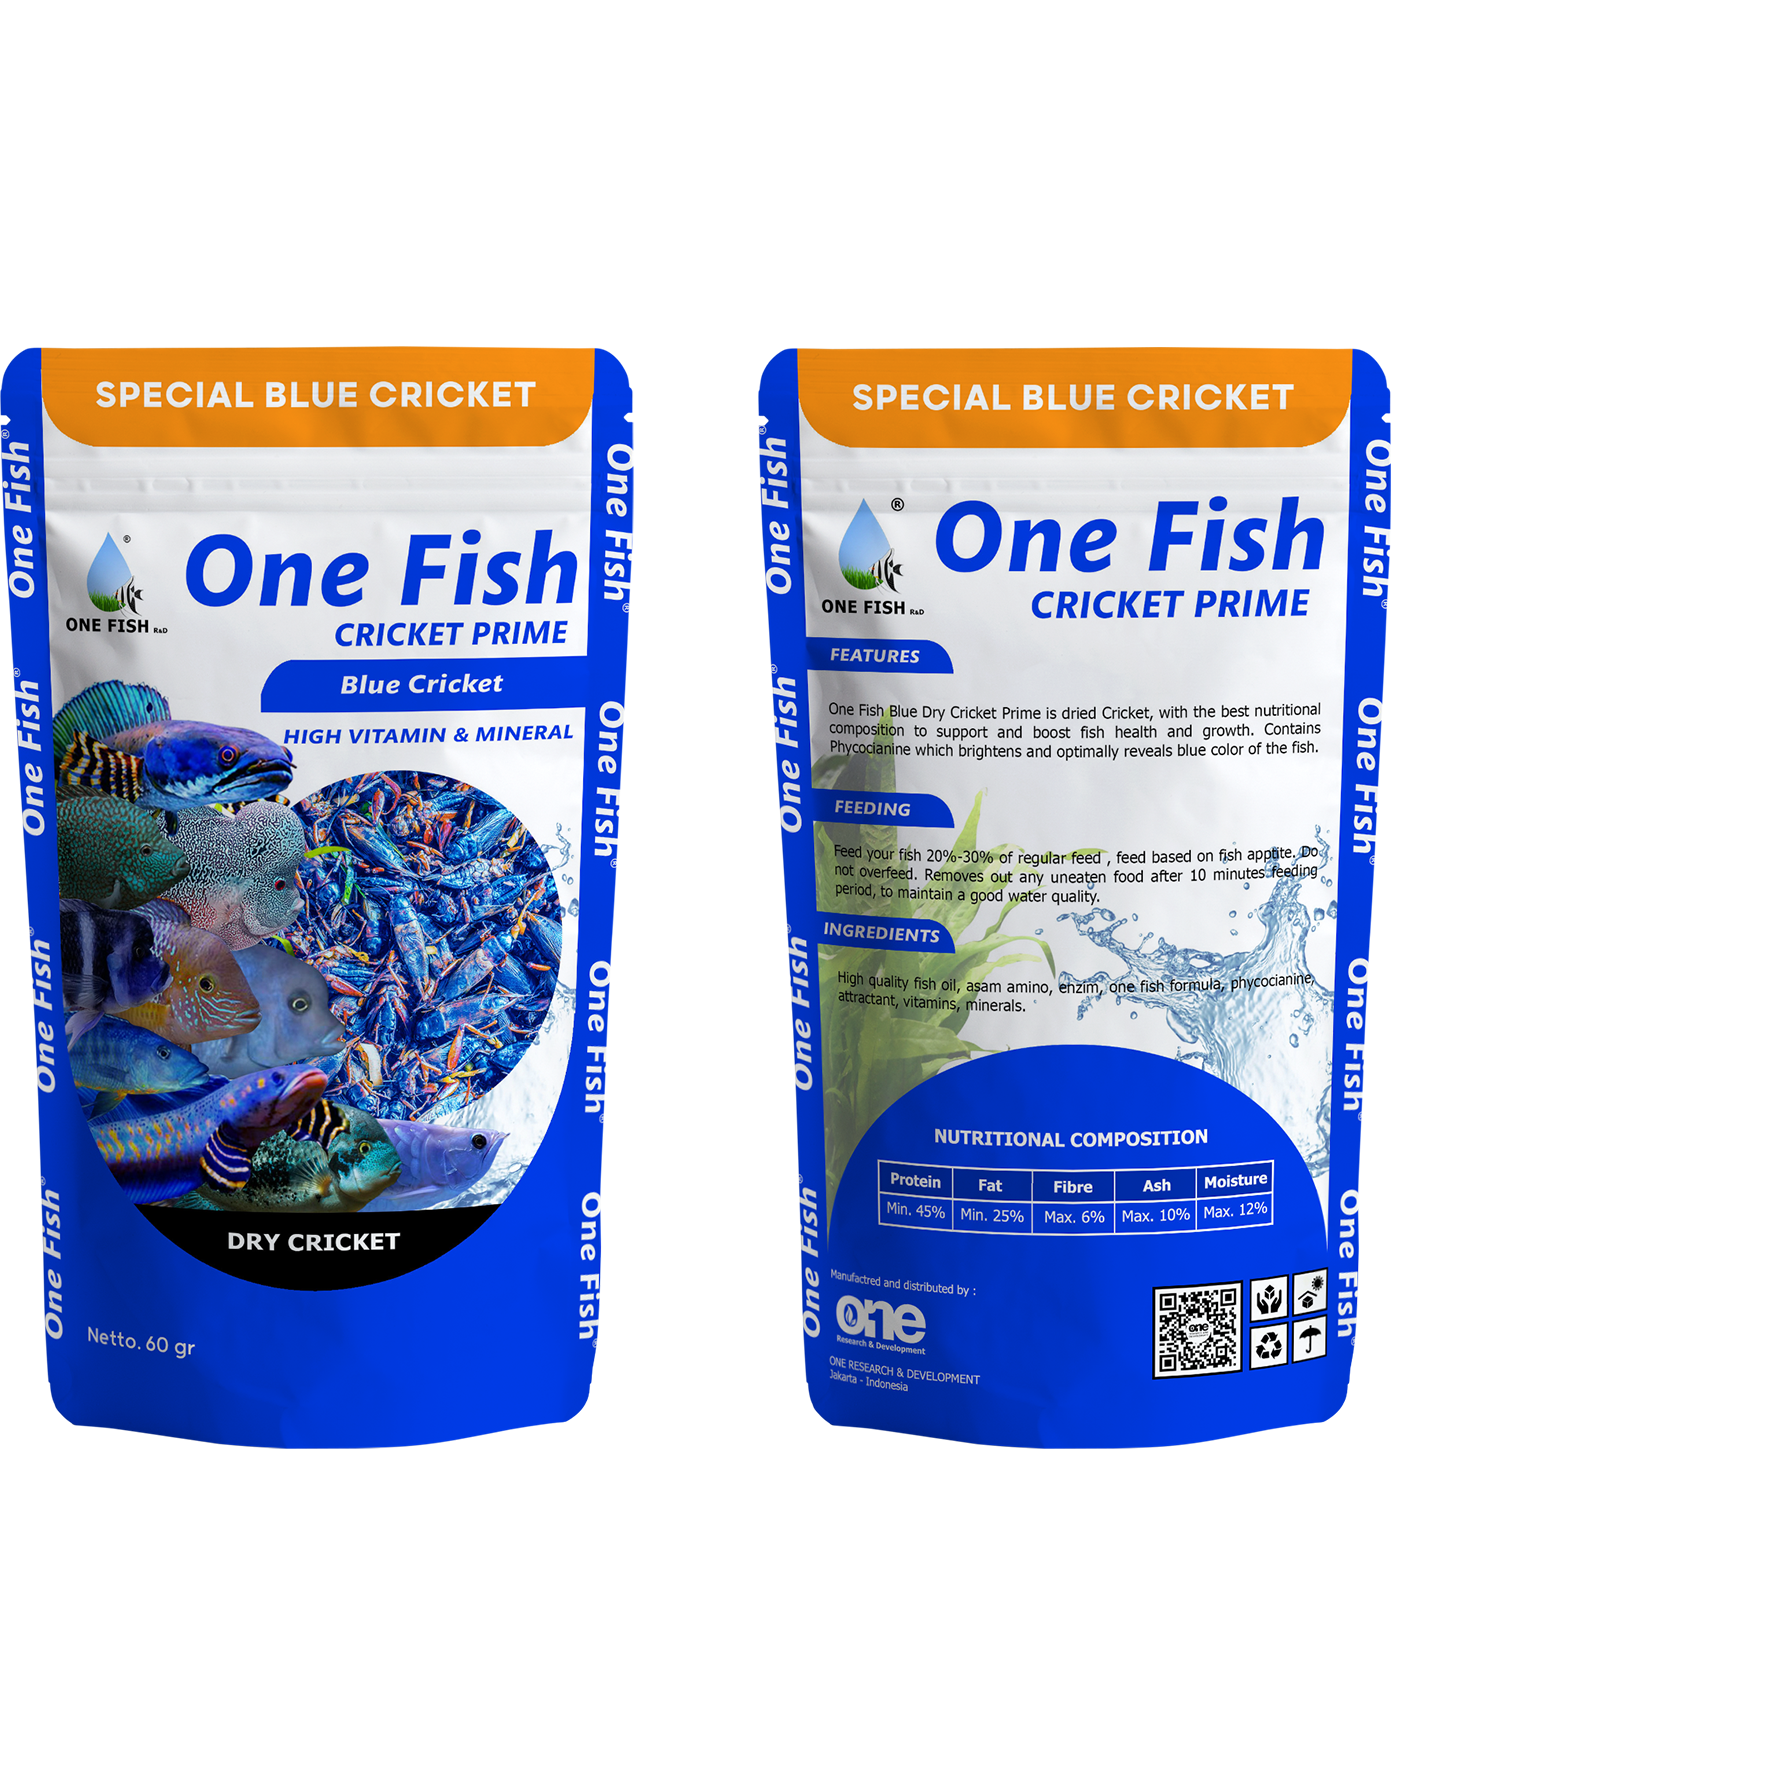 SPECIAL BLUE CRICKET
®
ONE FISH R&D
One Fish
CRICKET PRIME
Blue Cricket
HIGH VITAMIN & MINERAL
DRY CRICKET
Netto. 60 gr
One Fish®
One Fish®
One Fish®
One Fish®
One Fish®
One Fish®
One Fish®
One Fish®
SPECIAL BLUE CRICKET
®
ONE FISH R&D
One Fish
CRICKET PRIME
FEATURES
One Fish Blue Dry Cricket Prime is dried Cricket, with the best nutritional
composition to support and boost fish health and growth. Contains
Phycocianine which brightens and optimally reveals blue color of the fish.
FEEDING
Feed your fish 20%-30% of regular feed , feed based on fish apptite. Do
not overfeed. Removes out any uneaten food after 10 minutes feeding
period, to maintain a good water quality.
INGREDIENTS
High quality fish oil, asam amino, enzim, one fish formula, phycocianine,
attractant, vitamins, minerals.
NUTRITIONAL COMPOSITION
Protein Fat Fibre Ash Moisture
Min. 45% Min. 25% Max. 6% Max. 10% Max. 12%
Manufactred and distributed by :
one
Research & Development
ONE RESEARCH & DEVELOPMENT
Jakarta - Indonesia
one
One Fish®
One Fish®
One Fish®
One Fish®
One Fish®
One Fish®
One Fish®
One Fish®